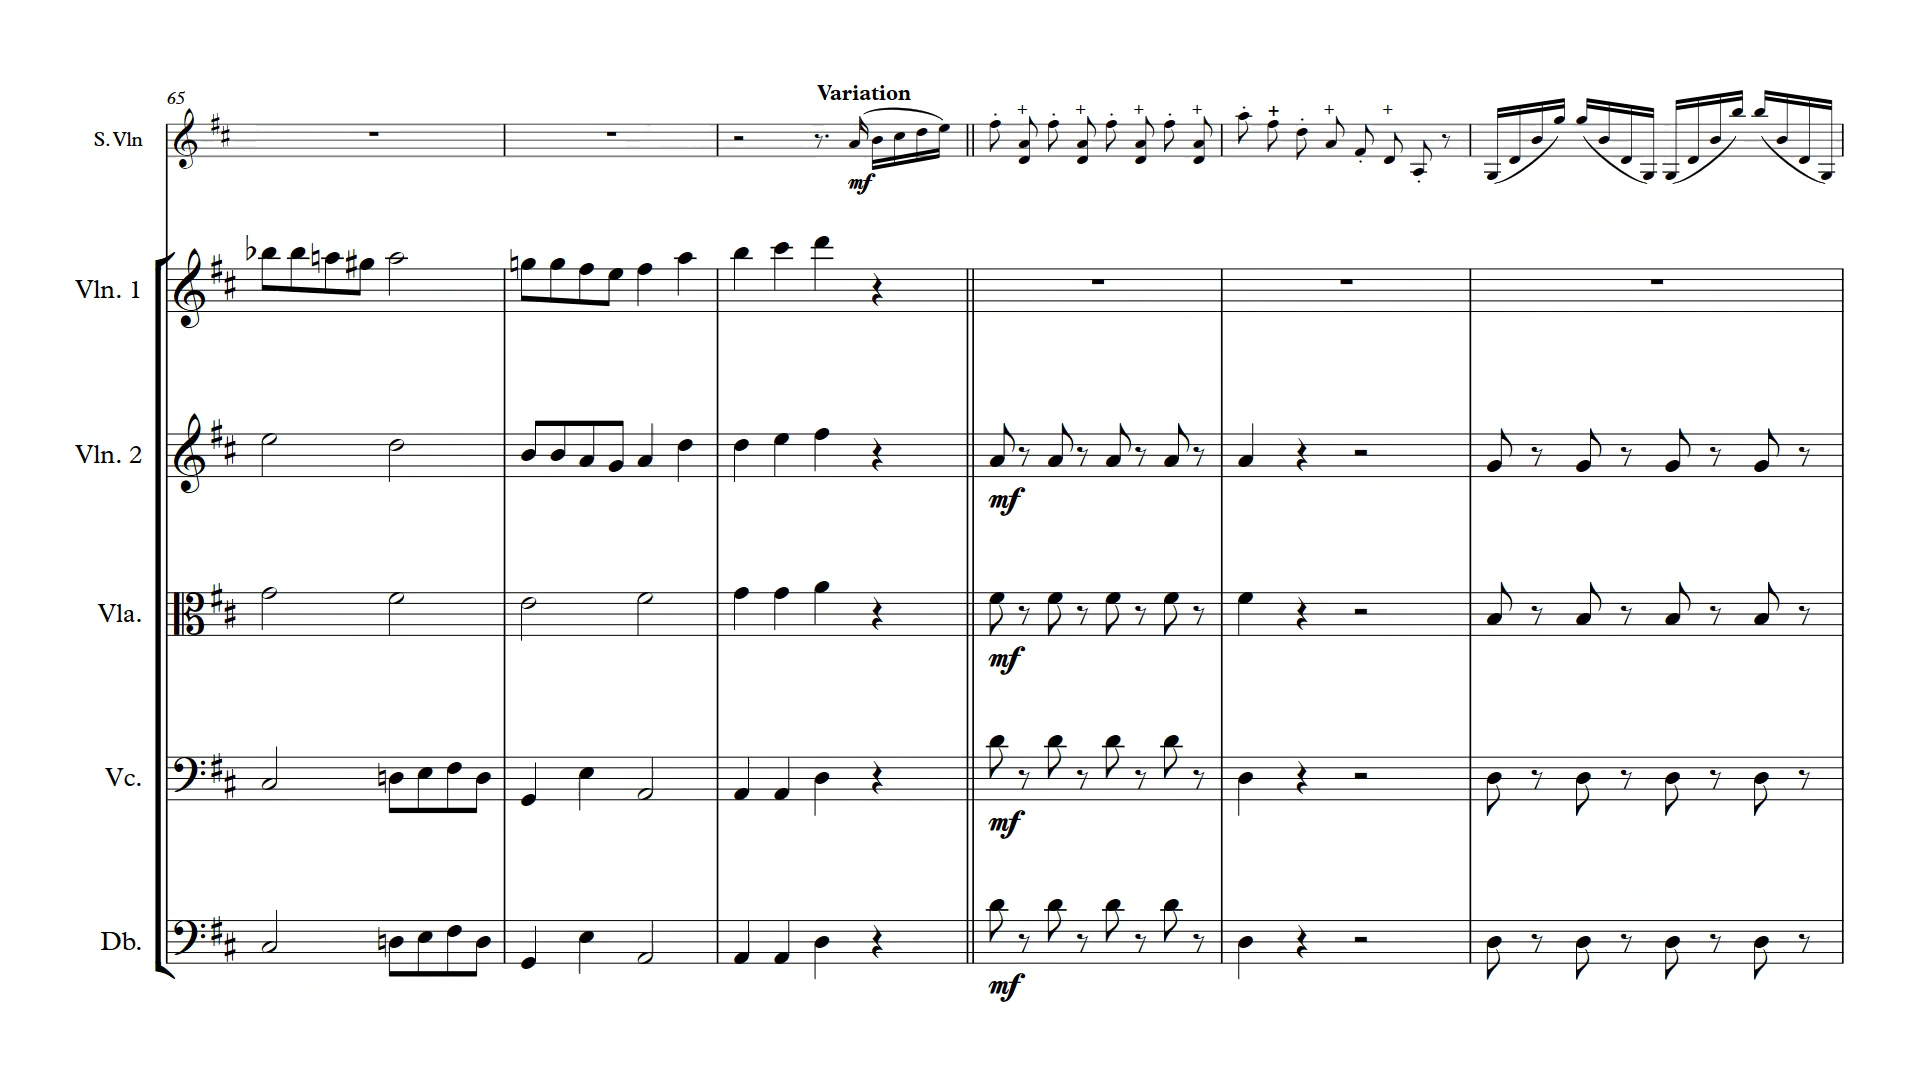 Variation
65
S. Vln
mf
Vln. 1
Vln. 2
mf
Vla.
mf
Vc.
mf
Db.
mf